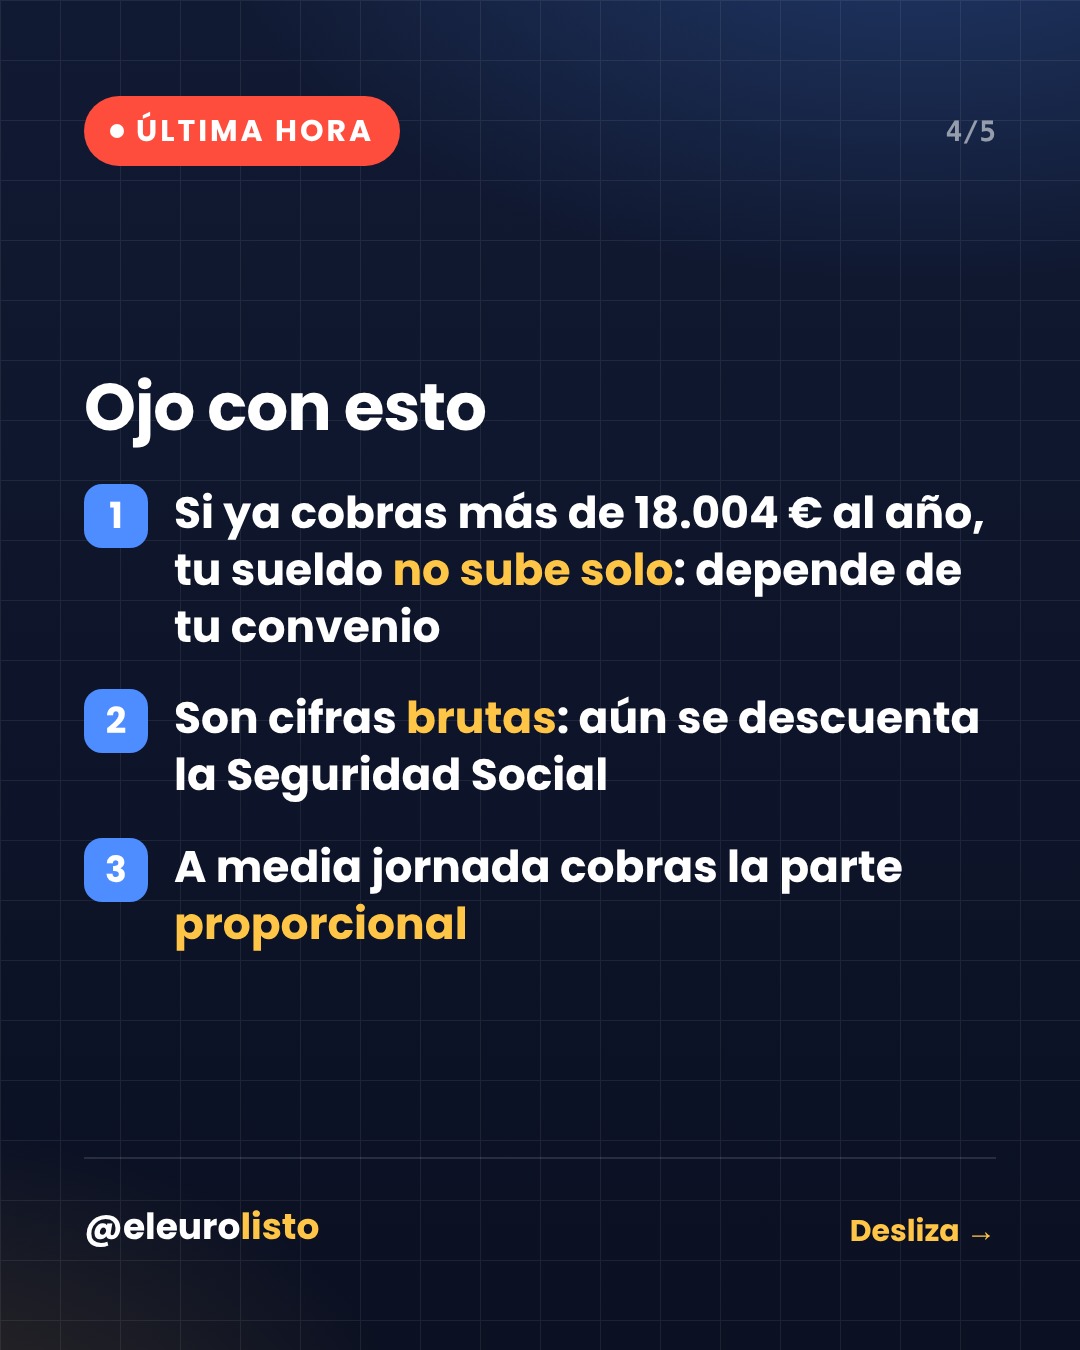 ÚLTIMA HORA
4/5
Ojo con esto
1
Si ya cobras más de 18.004 € al año,
tu sueldo no sube solo: depende de
tu convenio
2
Son cifras brutas: aún se descuenta
la Seguridad Social
3
A media jornada cobras la parte
proporcional
@eleurolisto
Desliza →